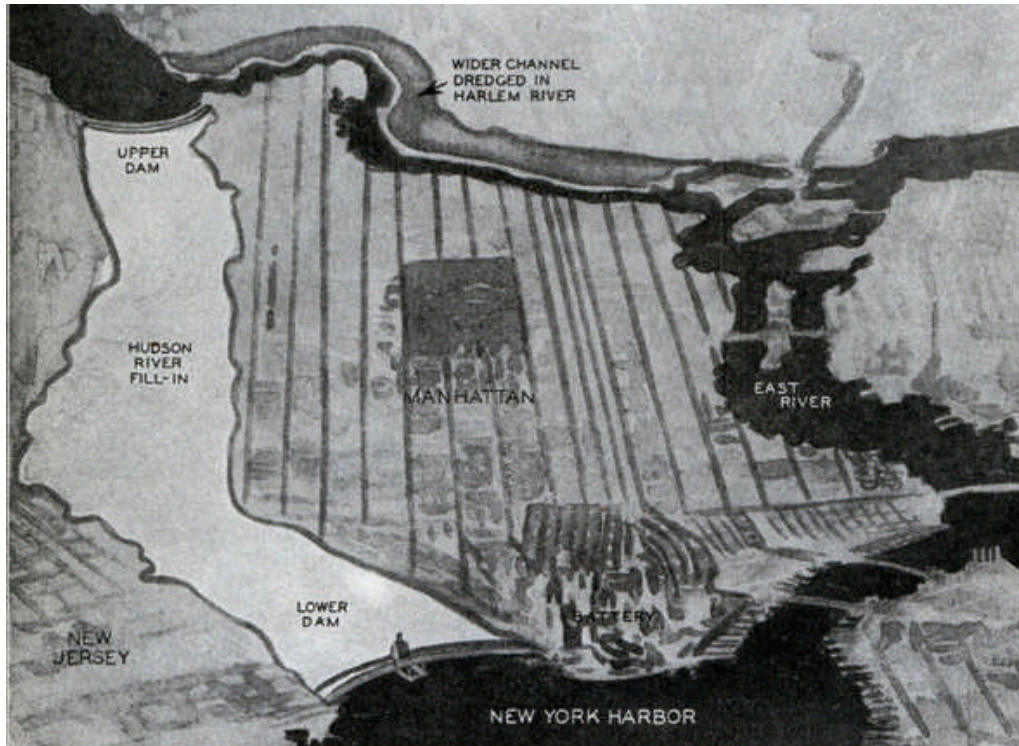 WIDER CHANNEL
DREDGED IN
HARLEM RIVER
UPPER
DAM
HUDSON
RIVER
FILL-IN
MANHATTAN
EAST
RIVER
LOWER
DAM
BATTERY
NEW
JERSEY
NEW YORK HARBOR